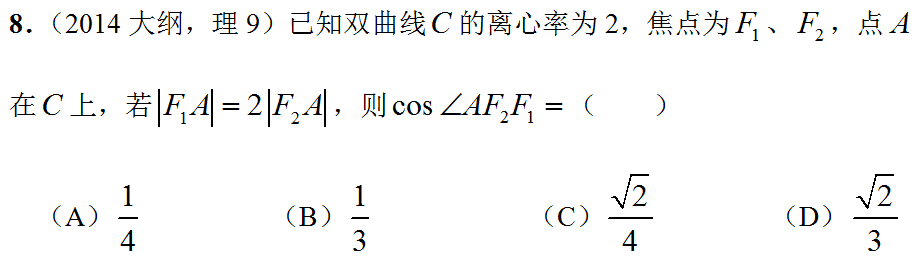 8.（2014 大纲，理 9）已知双曲线 C 的离心率为 2，焦点为 F₁、F₂，点 A
在 C 上，若|F₁A| = 2|F₂A|，则 cos ∠AF₂F₁ =（ ）
（A）1/4 （B）1/3 （C）√2/4 （D）√2/3